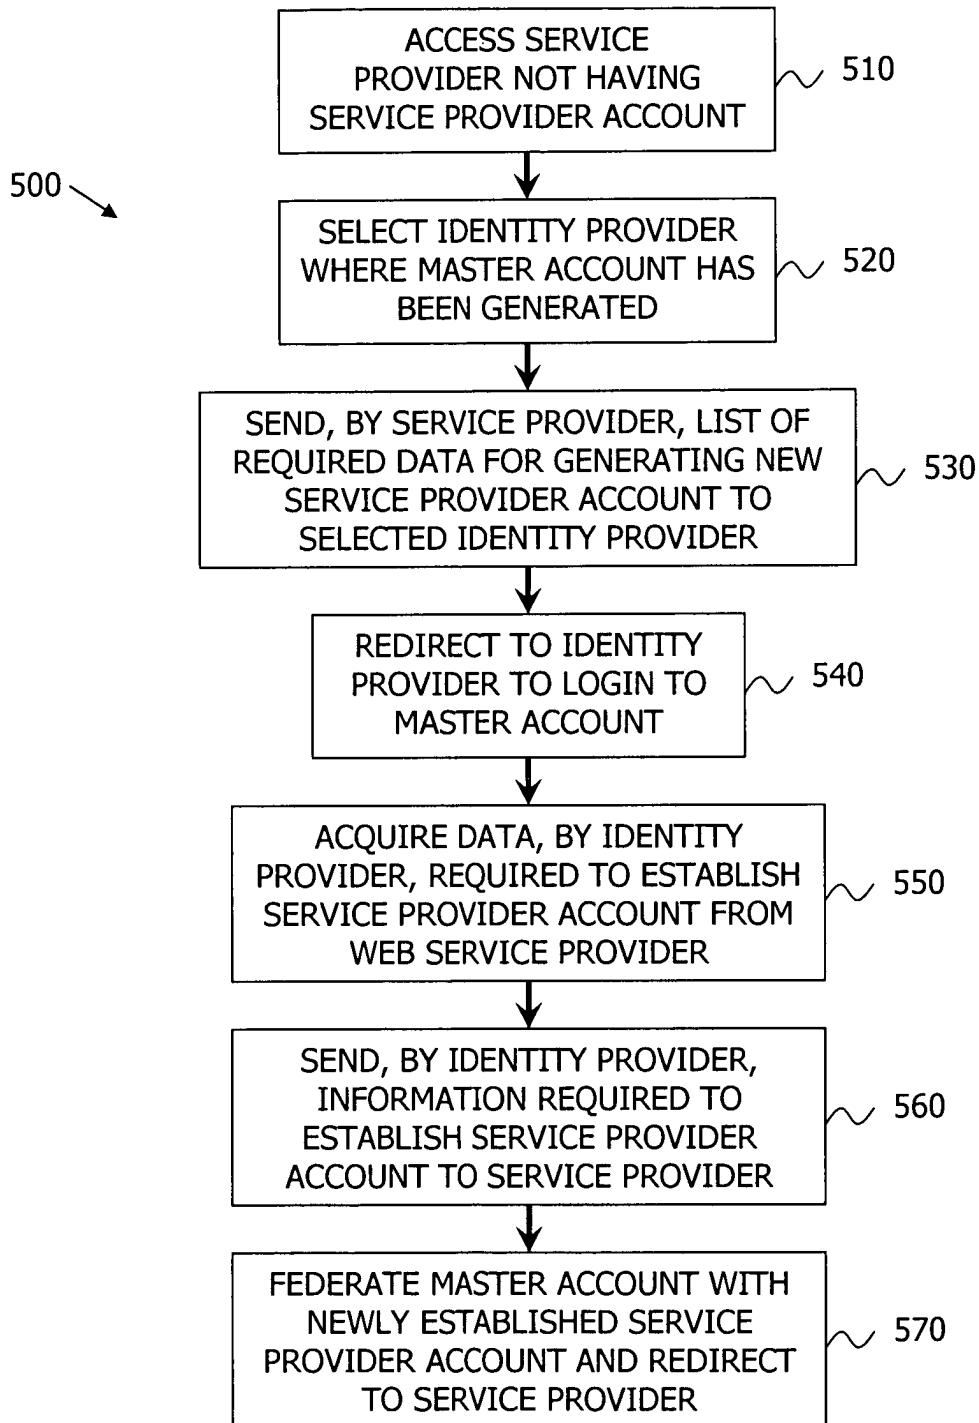 ACCESS SERVICE
PROVIDER NOT HAVING
SERVICE PROVIDER ACCOUNT
510
500
SELECT IDENTITY PROVIDER
WHERE MASTER ACCOUNT HAS
BEEN GENERATED
520
SEND, BY SERVICE PROVIDER, LIST OF
REQUIRED DATA FOR GENERATING NEW
SERVICE PROVIDER ACCOUNT TO
SELECTED IDENTITY PROVIDER
530
REDIRECT TO IDENTITY
PROVIDER TO LOGIN TO
MASTER ACCOUNT
540
ACQUIRE DATA, BY IDENTITY
PROVIDER, REQUIRED TO ESTABLISH
SERVICE PROVIDER ACCOUNT FROM
WEB SERVICE PROVIDER
550
SEND, BY IDENTITY PROVIDER,
INFORMATION REQUIRED TO
ESTABLISH SERVICE PROVIDER
ACCOUNT TO SERVICE PROVIDER
560
FEDERATE MASTER ACCOUNT WITH
NEWLY ESTABLISHED SERVICE
PROVIDER ACCOUNT AND REDIRECT
TO SERVICE PROVIDER
570